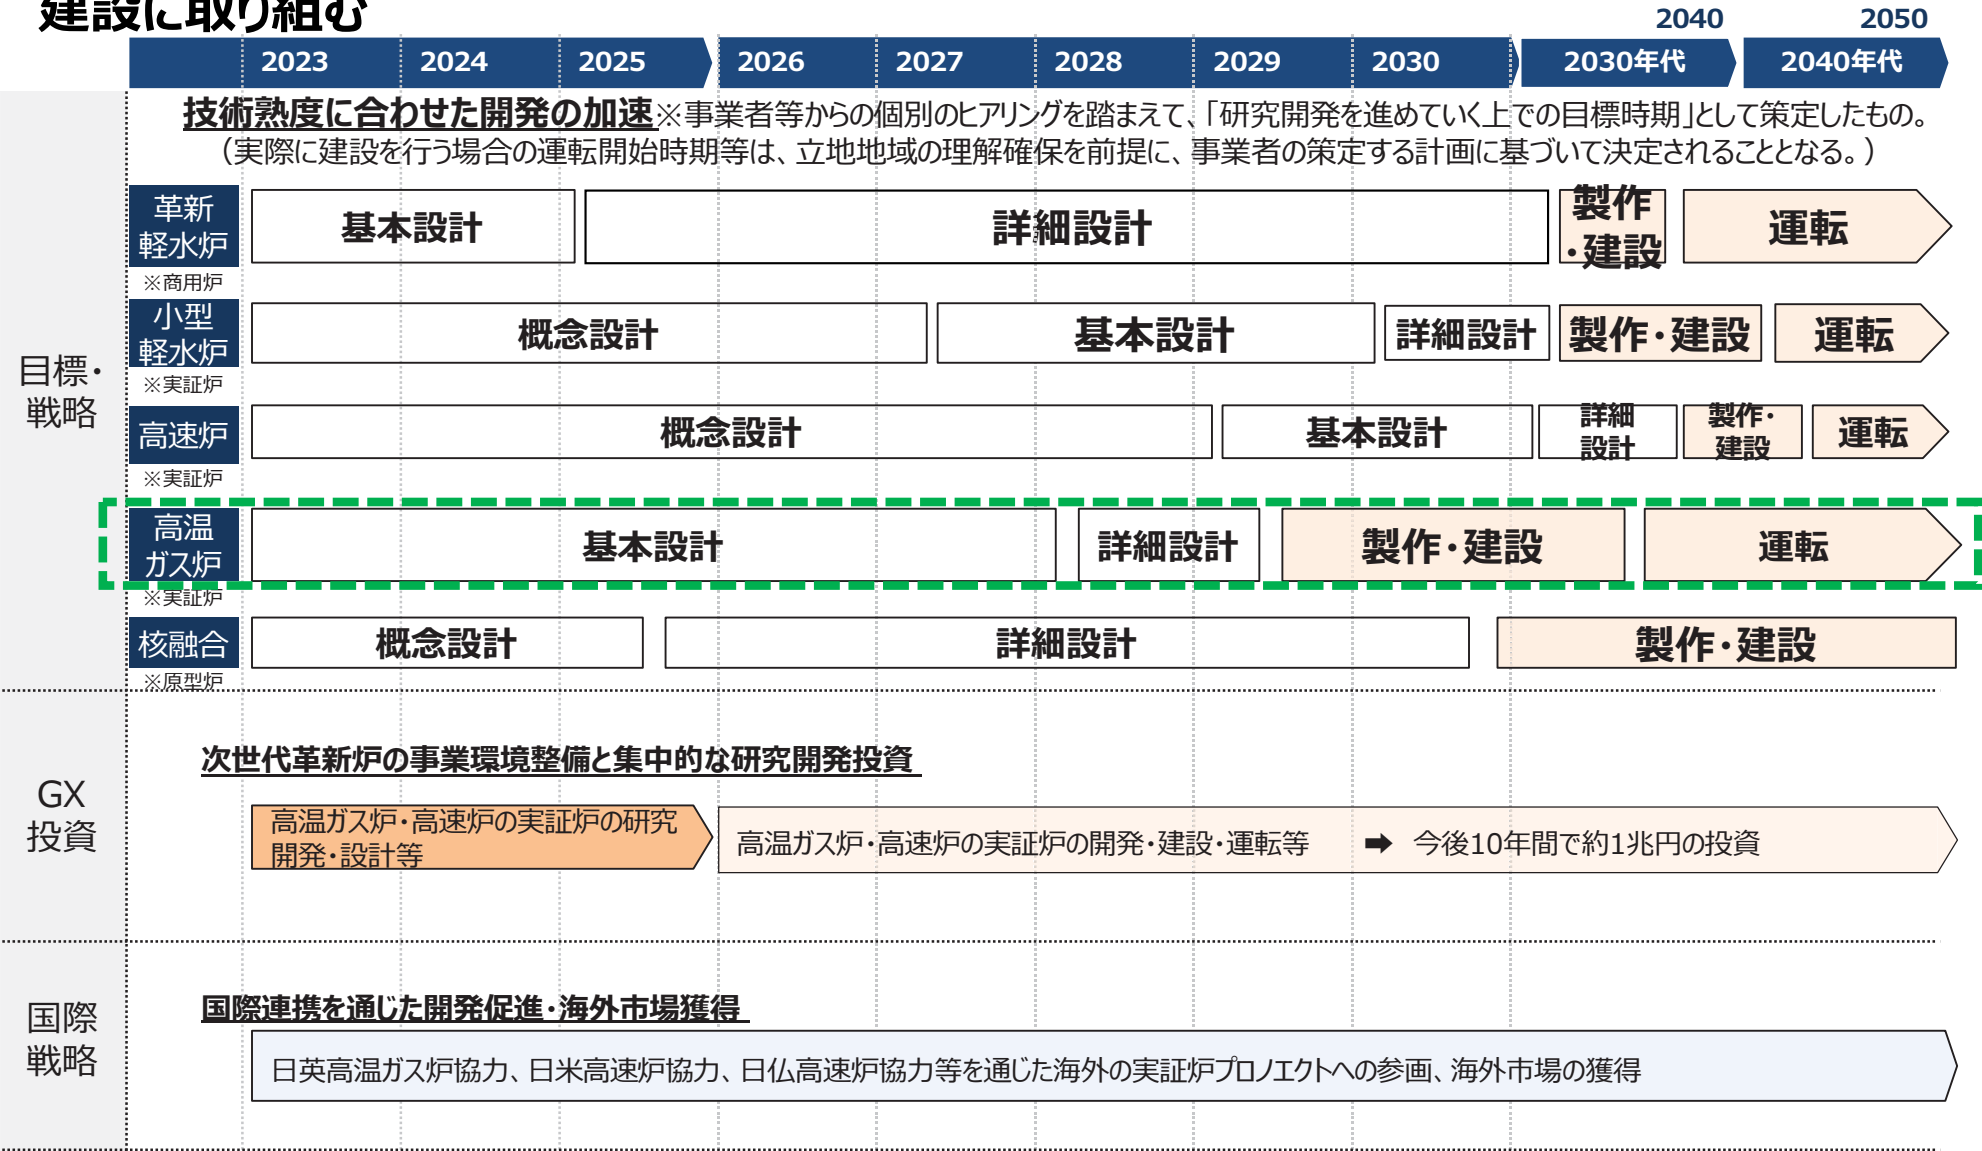 建設に取り組む
2040 2050
2023 2024 2025 2026 2027 2028 2029 2030 2030年代 2040年代
技術熟度に合わせた開発の加速※事業者等からの個別のヒアリングを踏まえて、「研究開発を進めていく上での目標時期」として策定したもの。
（実際に建設を行う場合の運転開始時期等は、立地地域の理解確保を前提に、事業者の策定する計画に基づいて決定されることとなる。）
目標・
戦略
革新
軽水炉
※商用炉
基本設計
詳細設計
製作
・建設
運転
小型
軽水炉
※実証炉
概念設計
基本設計
詳細設計
製作・建設
運転
高速炉
※実証炉
概念設計
基本設計
詳細
設計
製作・
建設
運転
高温
ガス炉
※実証炉
基本設計
詳細設計
製作・建設
運転
核融合
※原型炉
概念設計
詳細設計
製作・建設
GX
投資
次世代革新炉の事業環境整備と集中的な研究開発投資
高温ガス炉・高速炉の実証炉の研究
開発・設計等
高温ガス炉・高速炉の実証炉の開発・建設・運転等 ➡ 今後10年間で約1兆円の投資
国際
戦略
国際連携を通じた開発促進・海外市場獲得
日英高温ガス炉協力、日米高速炉協力、日仏高速炉協力等を通じた海外の実証炉プロノエクトへの参画、海外市場の獲得